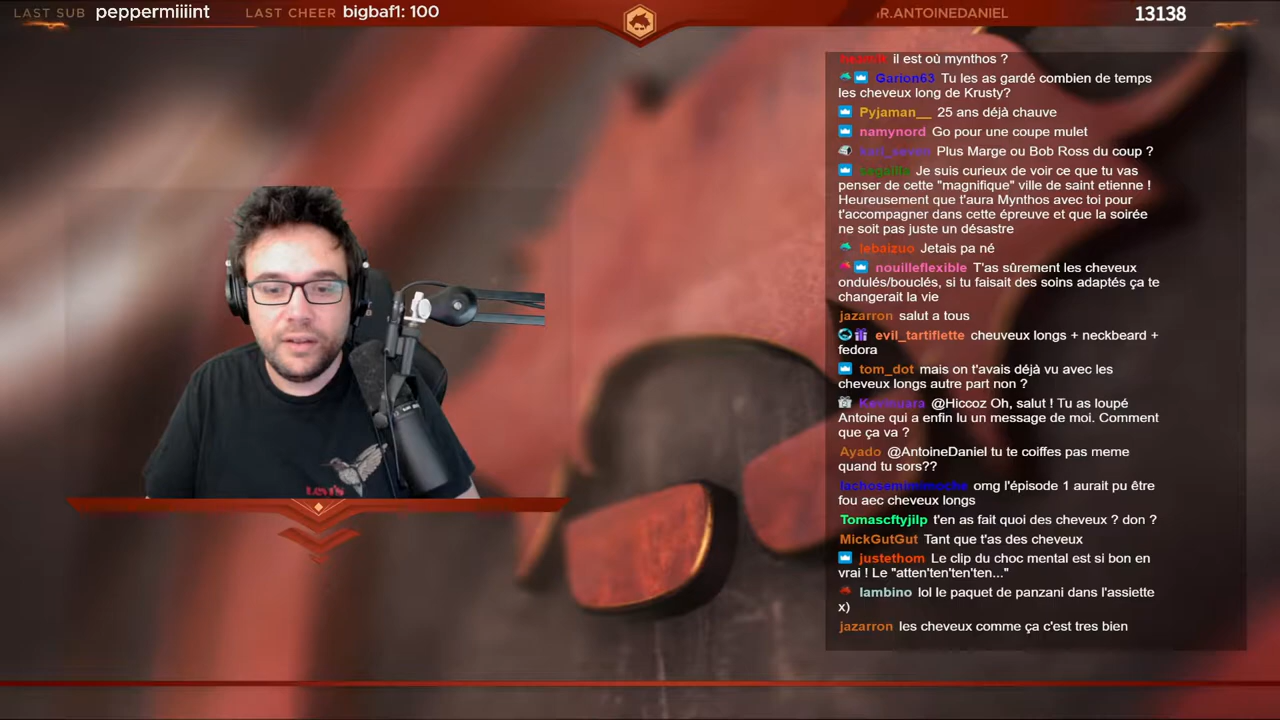 LAST SUB peppermiiiint LAST CHEER bigbaf1: 100 R.ANTOINEDANIEL 13138
il est où mynthos ?
Garion63 Tu les as gardé combien de temps
les cheveux long de Krusty?
Pyjaman__ 25 ans déjà chauve
namynord Go pour une coupe mulet
Plus Marge ou Bob Ross du coup ?
Je suis curieux de voir ce que tu vas
penser de cette "magnifique" ville de saint etienne !
Heureusement que t'aura Mynthos avec toi pour
t'accompagner dans cette épreuve et que la soirée
ne soit pas juste un désastre
lebaizuo Jetais pa né
nouilleflexible T'as sûrement les cheveux
ondulés/bouclés, si tu faisait des soins adaptés ça te
changerait la vie
jazarron salut a tous
evil_tartiflette cheuveux longs + neckbeard +
fedora
tom_dot mais on t'avais déjà vu avec les
cheveux longs autre part non ?
@Hiccoz Oh, salut ! Tu as loupé
Antoine qui a enfin lu un message de moi. Comment
que ça va ?
Ayado @AntoineDaniel tu te coiffes pas meme
quand tu sors??
omg l'épisode 1 aurait pu être
fou aec cheveux longs
Tomascftyjilp t'en as fait quoi des cheveux ? don ?
MickGutGut Tant que t'as des cheveux
justethom Le clip du choc mental est si bon en
vrai ! Le "atten'ten'ten'ten..."
lambino lol le paquet de panzani dans l'assiette
x)
jazarron les cheveux comme ça c'est tres bien
LEVI'S